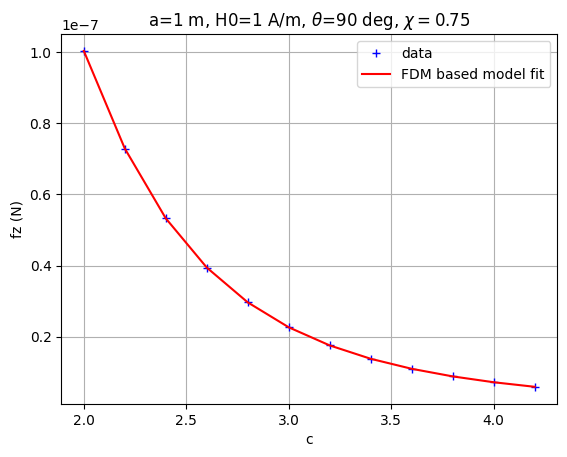 a=1 m, H0=1 A/m, θ=90 deg, χ = 0.75
1e−7
data
FDM based model fit
1.0
0.8
0.6
0.4
0.2
fz (N)
2.0 2.5 3.0 3.5 4.0
c